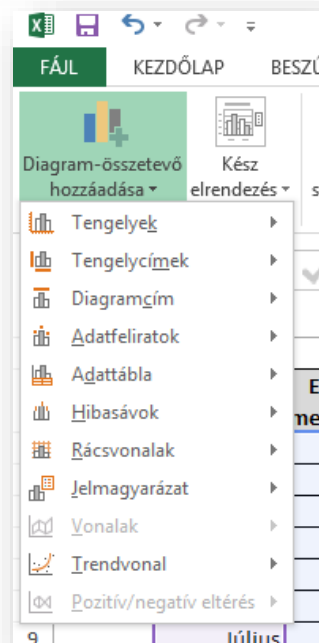 FÁJL KEZDŐLAP
Diagram-összetevő hozzáadása
Kész elrendezés
Tengelyek
Tengelycímek
Diagramcím
Adatfeliratok
Adattábla
Hibasávok
Rácsvonalak
Jelmagyarázat
Vonalak
Trendvonal
Pozitív/negatív eltérés
9 Július